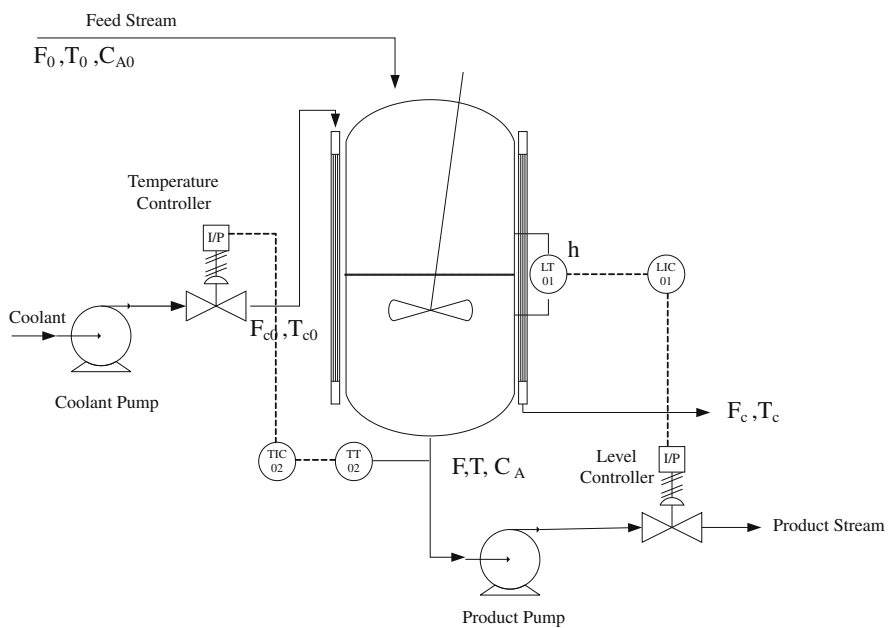 Feed Stream
F0 ,T0 ,CA0
Temperature
Controller
I/P
h
LT
01
LIC
01
Coolant
Fc0 ,Tc0
Coolant Pump
Fc ,Tc
TIC
02
TT
02
F,T, CA
Level
Controller
I/P
Product Stream
Product Pump